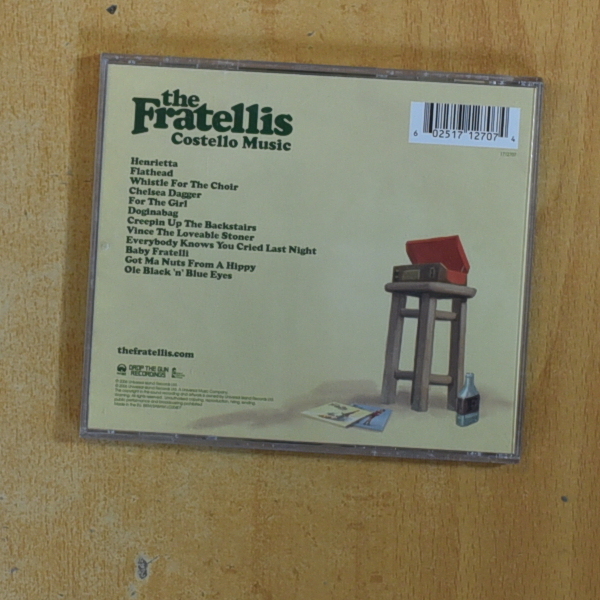 the
Fratellis
Costello Music
6 02517 12707 4
Henrietta
Flathead
Whistle For The Choir
Chelsea Dagger
For The Girl
Doginabag
Creepin Up The Backstairs
Vince The Loveable Stoner
Everybody Knows You Cried Last Night
Baby Fratelli
Got Ma Nuts From A Hippy
Ole Black 'n' Blue Eyes
thefratellis.com
DROP THE GUN
RECORDINGS